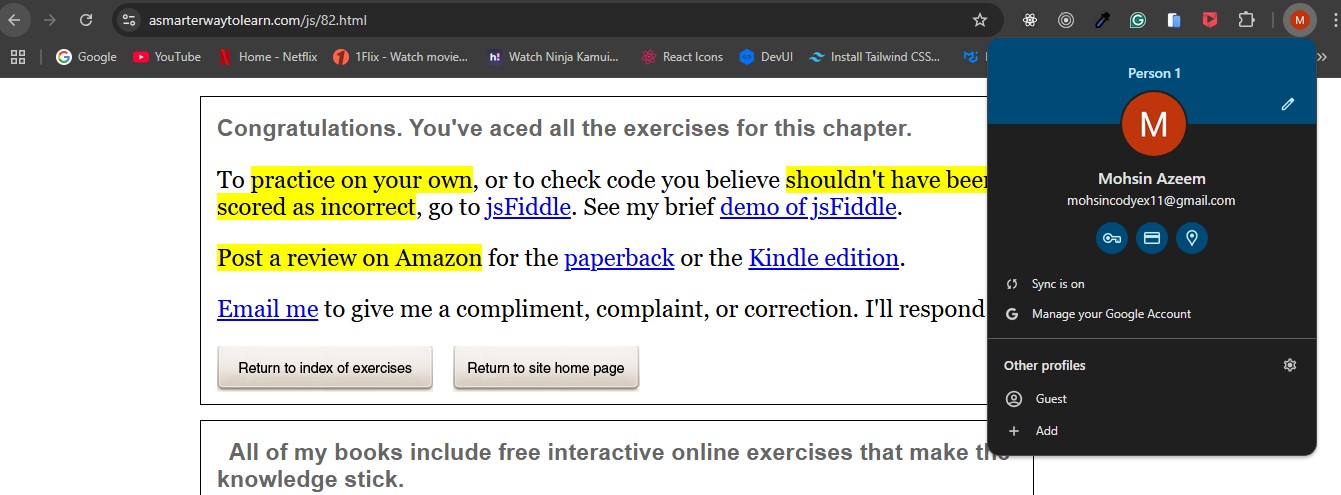 asmarterwaytolearn.com/js/82.html
M
Google YouTube Home - Netflix 1Flix - Watch movie... h! Watch Ninja Kamui... React Icons DevUI Install Tailwind CSS... »
Person 1
M
Mohsin Azeem
mohsincodyex11@gmail.com
Sync is on
Manage your Google Account
Other profiles
Guest
Add
Congratulations. You've aced all the exercises for this chapter.
To practice on your own, or to check code you believe shouldn't have been
scored as incorrect, go to jsFiddle. See my brief demo of jsFiddle.
Post a review on Amazon for the paperback or the Kindle edition.
Email me to give me a compliment, complaint, or correction. I'll respond
Return to index of exercises Return to site home page
All of my books include free interactive online exercises that make the
knowledge stick.